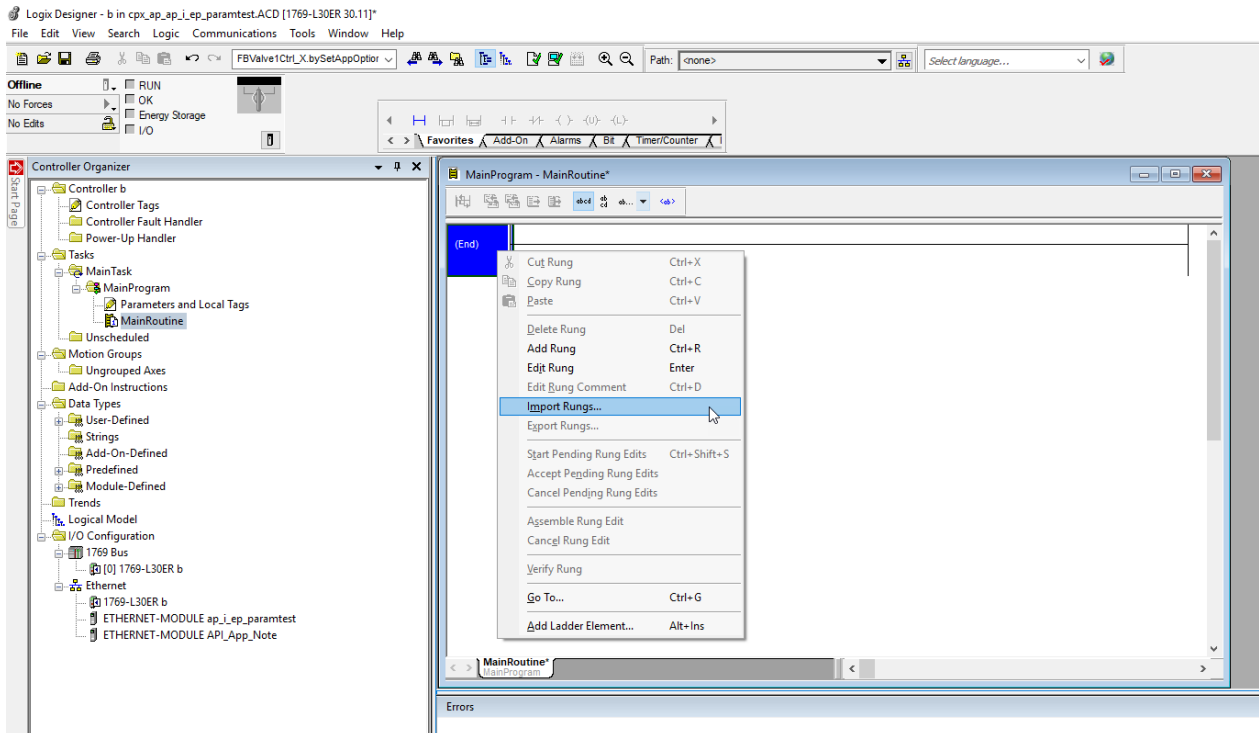 Logix Designer - b in cpx_ap_ap_i_ep_paramtest.ACD [1769-L30ER 30.11]*
File Edit View Search Logic Communications Tools Window Help
FBValve1Ctrl_X.bySetAppOptior
Path: <none>
Select language...
Offline
RUN
No Forces
OK
Energy Storage
No Edits
I/O
Favorites Add-On Alarms Bit Timer/Counter
Start Page
Controller Organizer
Controller b
Controller Tags
Controller Fault Handler
Power-Up Handler
Tasks
MainTask
MainProgram
Parameters and Local Tags
MainRoutine
Unscheduled
Motion Groups
Ungrouped Axes
Add-On Instructions
Data Types
User-Defined
Strings
Add-On-Defined
Predefined
Module-Defined
Trends
Logical Model
I/O Configuration
1769 Bus
[0] 1769-L30ER b
Ethernet
1769-L30ER b
ETHERNET-MODULE ap_i_ep_paramtest
ETHERNET-MODULE API_App_Note
MainProgram - MainRoutine*
abcd ab cd ab... <ab>
(End)
Cut Rung Ctrl+X
Copy Rung Ctrl+C
Paste Ctrl+V
Delete Rung Del
Add Rung Ctrl+R
Edit Rung Enter
Edit Rung Comment Ctrl+D
Import Rungs...
Export Rungs...
Start Pending Rung Edits Ctrl+Shift+S
Accept Pending Rung Edits
Cancel Pending Rung Edits
Assemble Rung Edit
Cancel Rung Edit
Verify Rung
Go To... Ctrl+G
Add Ladder Element... Alt+Ins
MainRoutine*
MainProgram
Errors